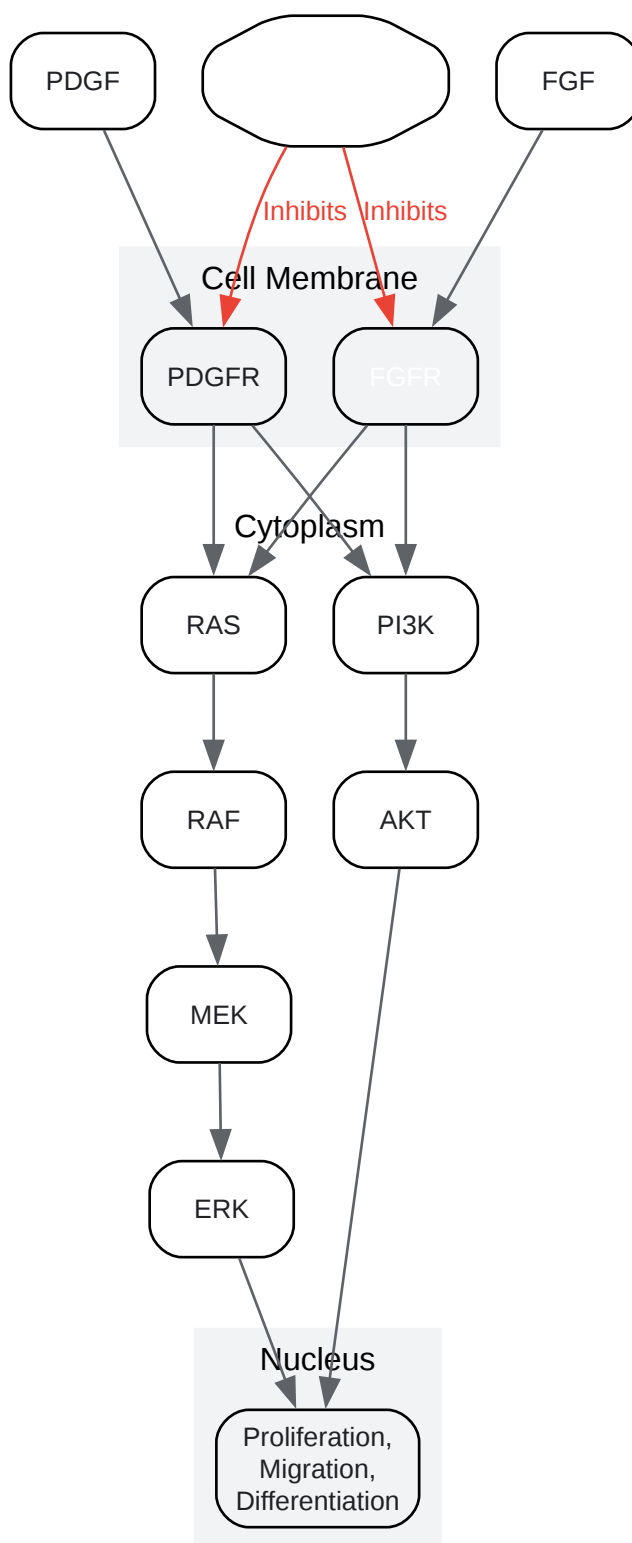 PDGF
FGF
Inhibits
Inhibits
Cell Membrane
PDGFR
FGFR
Cytoplasm
RAS
PI3K
RAF
AKT
MEK
ERK
Nucleus
Proliferation,
Migration,
Differentiation